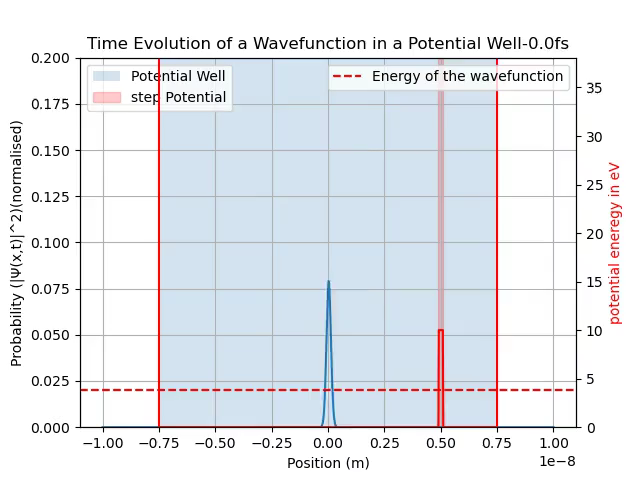 Time Evolution of a Wavefunction in a Potential Well-0.0fs
Potential Well
step Potential
Energy of the wavefunction
Probability (|Ψ(x,t)|^2)(normalised)
0.200
0.175
0.150
0.125
0.100
0.075
0.050
0.025
0.000
35
30
25
20
15
10
5
0
potential eneregy in eV
−1.00 −0.75 −0.50 −0.25 0.00 0.25 0.50 0.75 1.00
1e−8
Position (m)